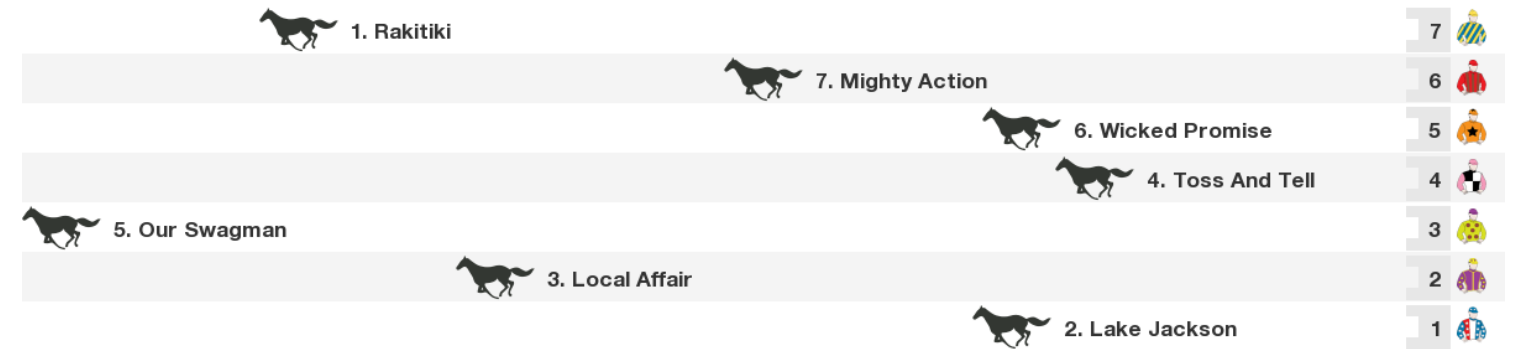 1. Rakitiki 7
7. Mighty Action 6
6. Wicked Promise 5
4. Toss And Tell 4
5. Our Swagman 3
3. Local Affair 2
2. Lake Jackson 1